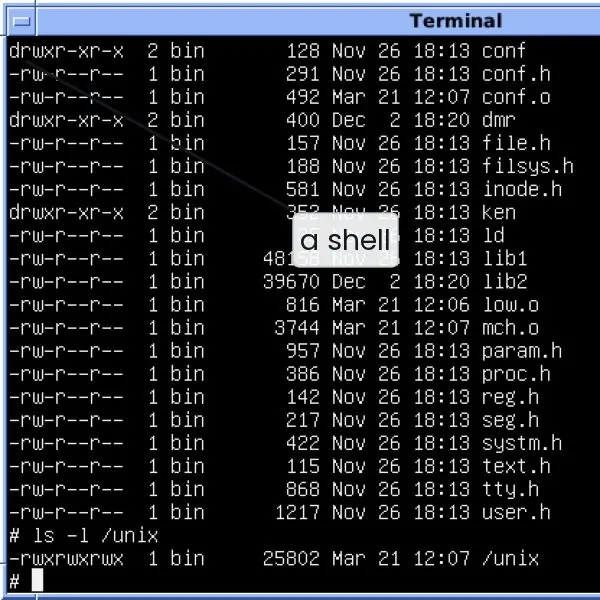 Terminal
drwxr-xr-x 2 bin 128 Nov 26 18:13 conf
-rw-r--r-- 1 bin 291 Nov 26 18:13 conf.h
-rw-r--r-- 1 bin 492 Mar 21 12:07 conf.o
drwxr-xr-x 2 bin 400 Dec 2 18:20 dmr
-rw-r--r-- 1 bin 157 Nov 26 18:13 file.h
-rw-r--r-- 1 bin 188 Nov 26 18:13 filsys.h
-rw-r--r-- 1 bin 581 Nov 26 18:13 inode.h
drwxr-xr-x 2 bin 352 Nov 26 18:13 ken
-rw-r--r-- 1 bin 18:13 ld
a shell
-rw-r--r-- 1 bin 18:13 lib1
-rw-r--r-- 1 bin 39670 Dec 2 18:20 lib2
-rw-r--r-- 1 bin 816 Mar 21 12:06 low.o
-rw-r--r-- 1 bin 3744 Mar 21 12:07 mch.o
-rw-r--r-- 1 bin 957 Nov 26 18:13 param.h
-rw-r--r-- 1 bin 386 Nov 26 18:13 proc.h
-rw-r--r-- 1 bin 142 Nov 26 18:13 reg.h
-rw-r--r-- 1 bin 217 Nov 26 18:13 seg.h
-rw-r--r-- 1 bin 422 Nov 26 18:13 systm.h
-rw-r--r-- 1 bin 115 Nov 26 18:13 text.h
-rw-r--r-- 1 bin 868 Nov 26 18:13 tty.h
-rw-r--r-- 1 bin 1217 Nov 26 18:13 user.h
# ls -l /unix
-rwxrwxrwx 1 bin 25802 Mar 21 12:07 /unix
#